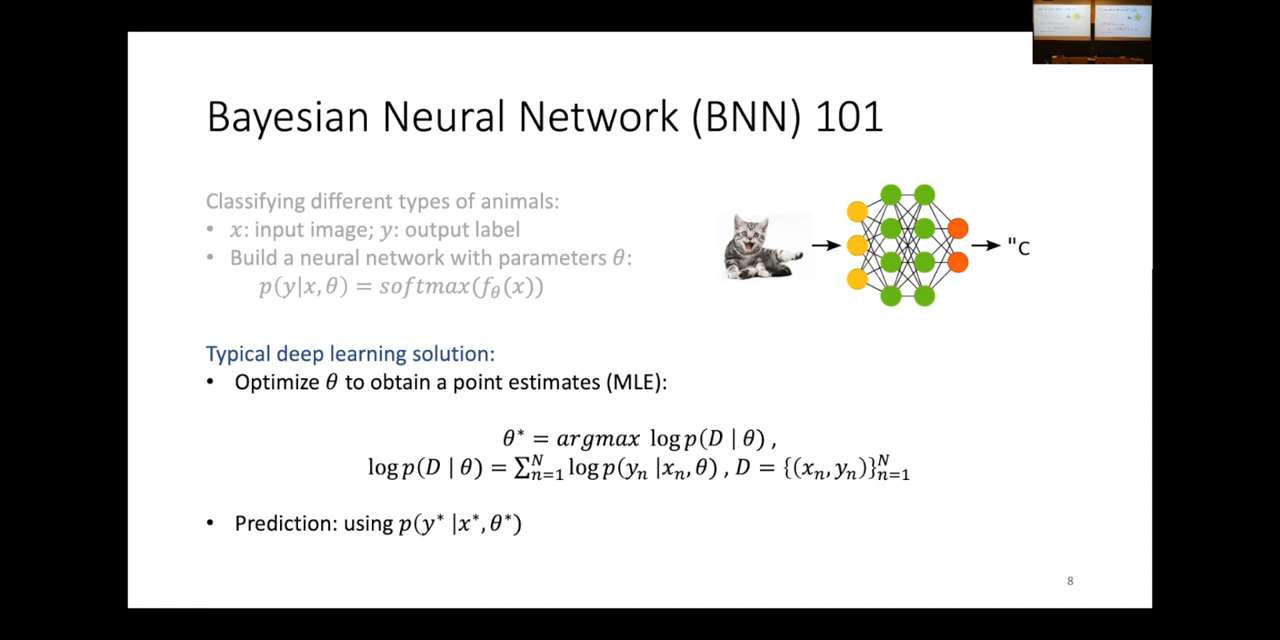 Bayesian Neural Network (BNN) 101
Classifying different types of animals:
• x: input image; y: output label
• Build a neural network with parameters θ:
p(y|x, θ) = softmax(f_θ(x))
"C
Typical deep learning solution:
• Optimize θ to obtain a point estimates (MLE):
θ* = argmax log p(D | θ) ,
log p(D | θ) = Σ_{n=1}^{N} log p(y_n |x_n, θ) , D = {(x_n, y_n)}_{n=1}^{N}
• Prediction: using p(y* |x*, θ*)
8